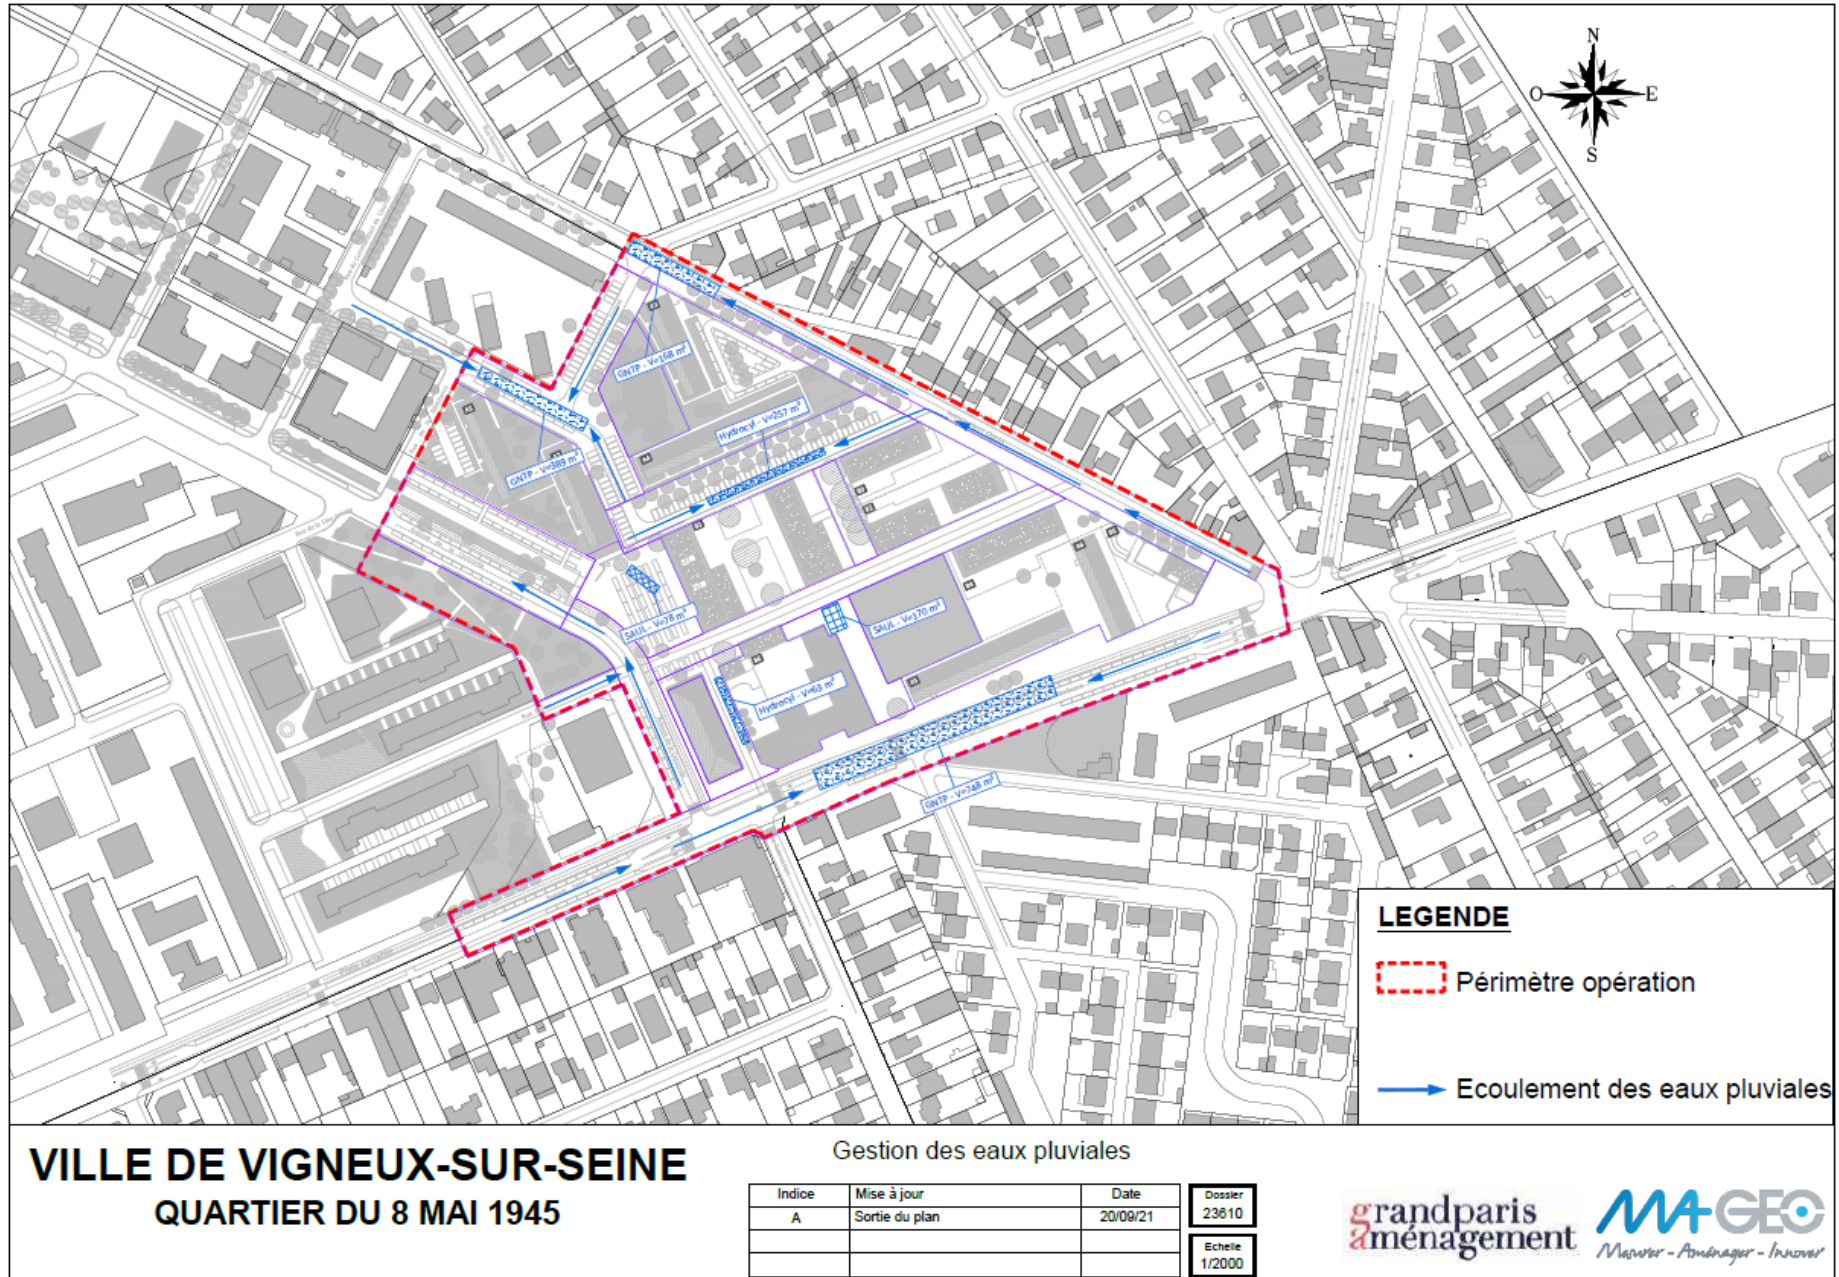 N
O
E
S
GNTP - V=168 m³
Hydrocyl - V=257 m³
GNTP - V=389 m³
SAUL - V=78 m³
SAUL - V=170 m³
Hydrocyl - V=63 m³
GNTP - V=748 m³
LEGENDE
Périmètre opération
Ecoulement des eaux pluviales
VILLE DE VIGNEUX-SUR-SEINE
QUARTIER DU 8 MAI 1945
Gestion des eaux pluviales
Indice Mise à jour Date
A Sortie du plan 20/09/21
Dossier
23610
Echelle
1/2000
grandparis
aménagement
MA-GEO
Mesurer - Aménager - Innover